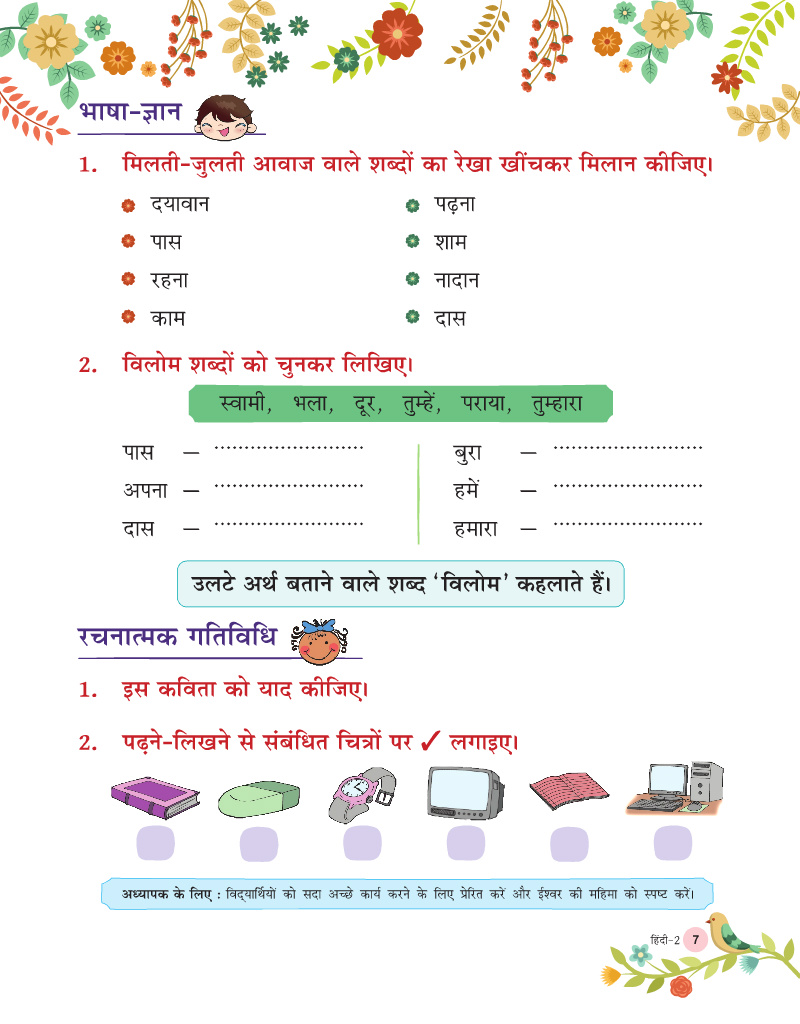 भाषा-ज्ञान
1. मिलती-जुलती आवाज वाले शब्दों का रेखा खींचकर मिलान कीजिए।
दयावान पढ़ना
पास शाम
रहना नादान
काम दास
2. विलोम शब्दों को चुनकर लिखिए।
स्वामी, भला, दूर, तुम्हें, पराया, तुम्हारा
पास – ........................ बुरा – ........................
अपना – ........................ हमें – ........................
दास – ........................ हमारा – ........................
उलटे अर्थ बताने वाले शब्द ‘विलोम’ कहलाते हैं।
रचनात्मक गतिविधि
1. इस कविता को याद कीजिए।
2. पढ़ने-लिखने से संबंधित चित्रों पर ✓ लगाइए।
अध्यापक के लिए : विद्यार्थियों को सदा अच्छे कार्य करने के लिए प्रेरित करें और ईश्वर की महिमा को स्पष्ट करें।
हिंदी-2 7